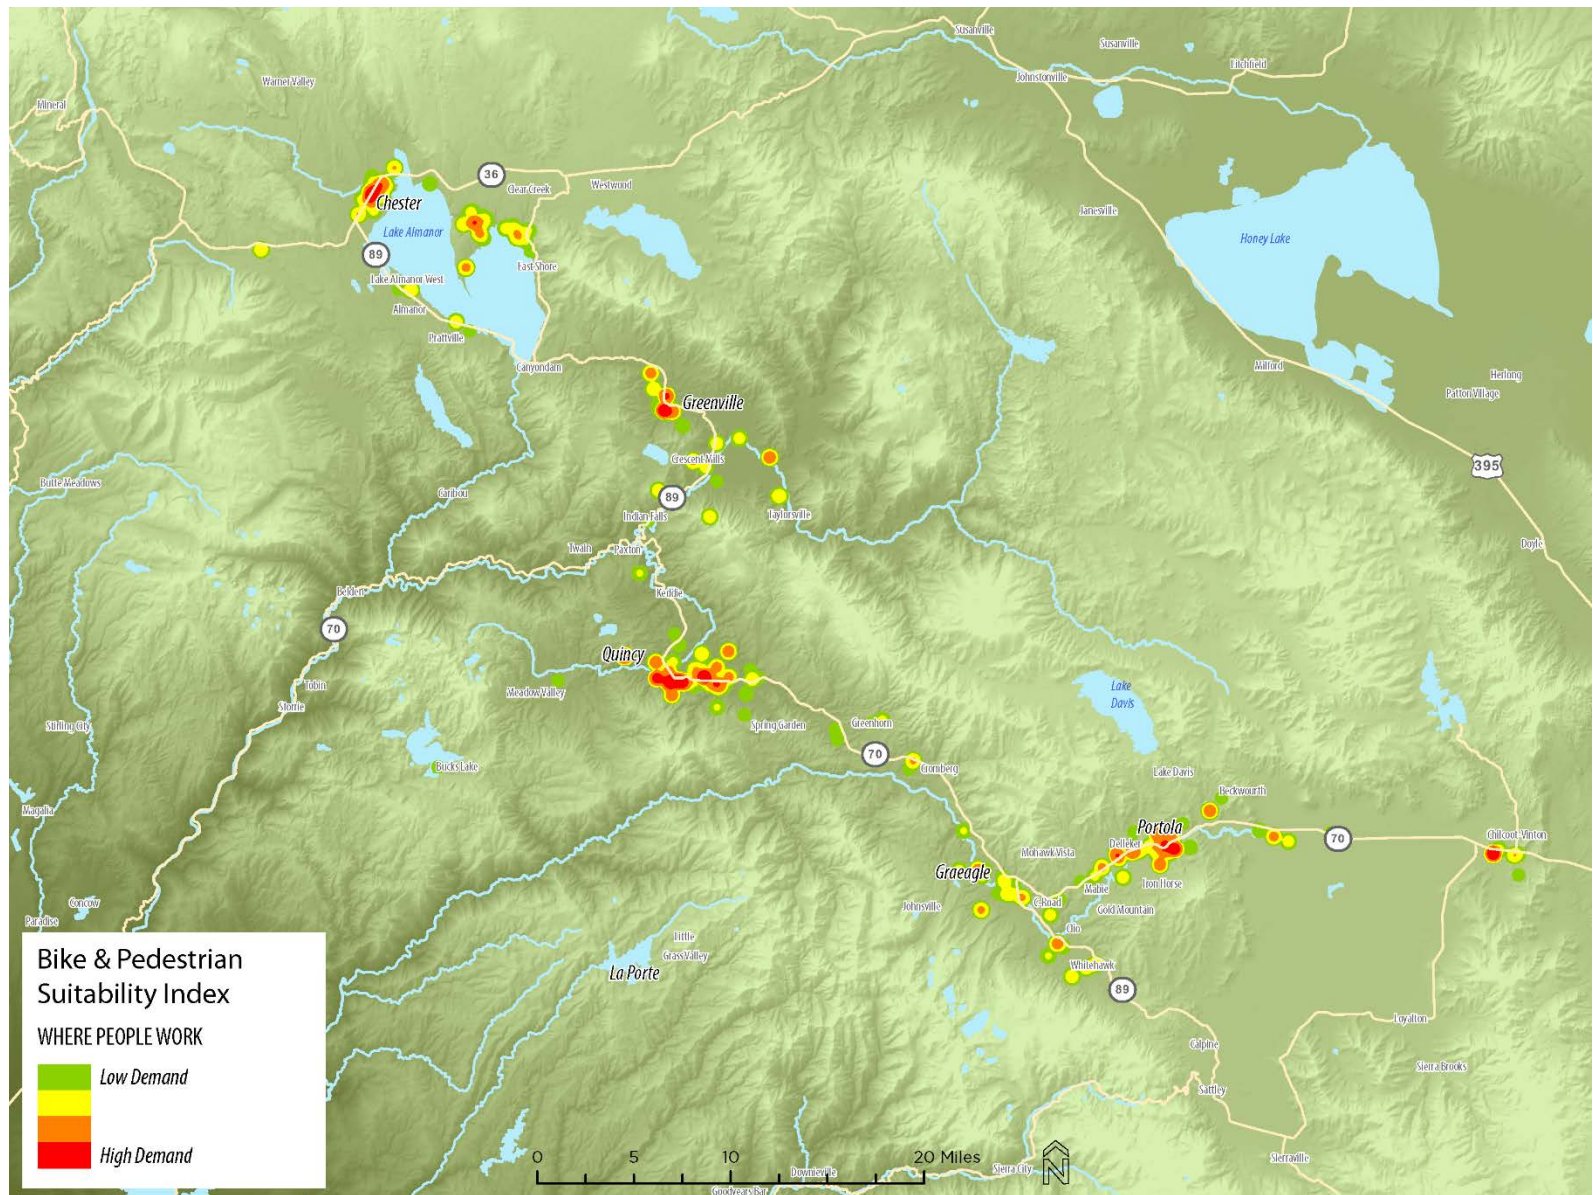 Susanville
Susanville
Litchfield
Johnstonville
Warner Valley
Mineral
36
Clear Creek
Westwood
Chester
Janesville
Lake Almanor
Honey Lake
89
East Shore
Lake Almanor West
Almanor
Prattville
Canyondam
Milford
Herlong
Patton Village
Greenville
Crescent Mills
395
Butte Meadows
Caribou
89
Indian Falls
Taylorsville
Twain
Paxton
Doyle
Belden
Keddie
70
Quincy
Meadow Valley
Tobin
Storrie
Lake
Davis
Stirling City
Spring Garden
Greenhorn
70
Bucks Lake
Cromberg
Lake Davis
Beckwourth
Magalia
Portola
70
Chilcoot-Vinton
Delleker
Mohawk Vista
Graeagle
Mabie
Iron Horse
Johnsville
C-Road
Gold Mountain
Concow
Paradise
Clio
Little
Grass Valley
La Porte
Whitehawk
89
Loyalton
Calpine
Sierra Brooks
Sattley
Sierraville
Bike & Pedestrian
Suitability Index
WHERE PEOPLE WORK
Low Demand
High Demand
0 5 10 20 Miles
N
Sierra City
Downieville
Goodyears Bar